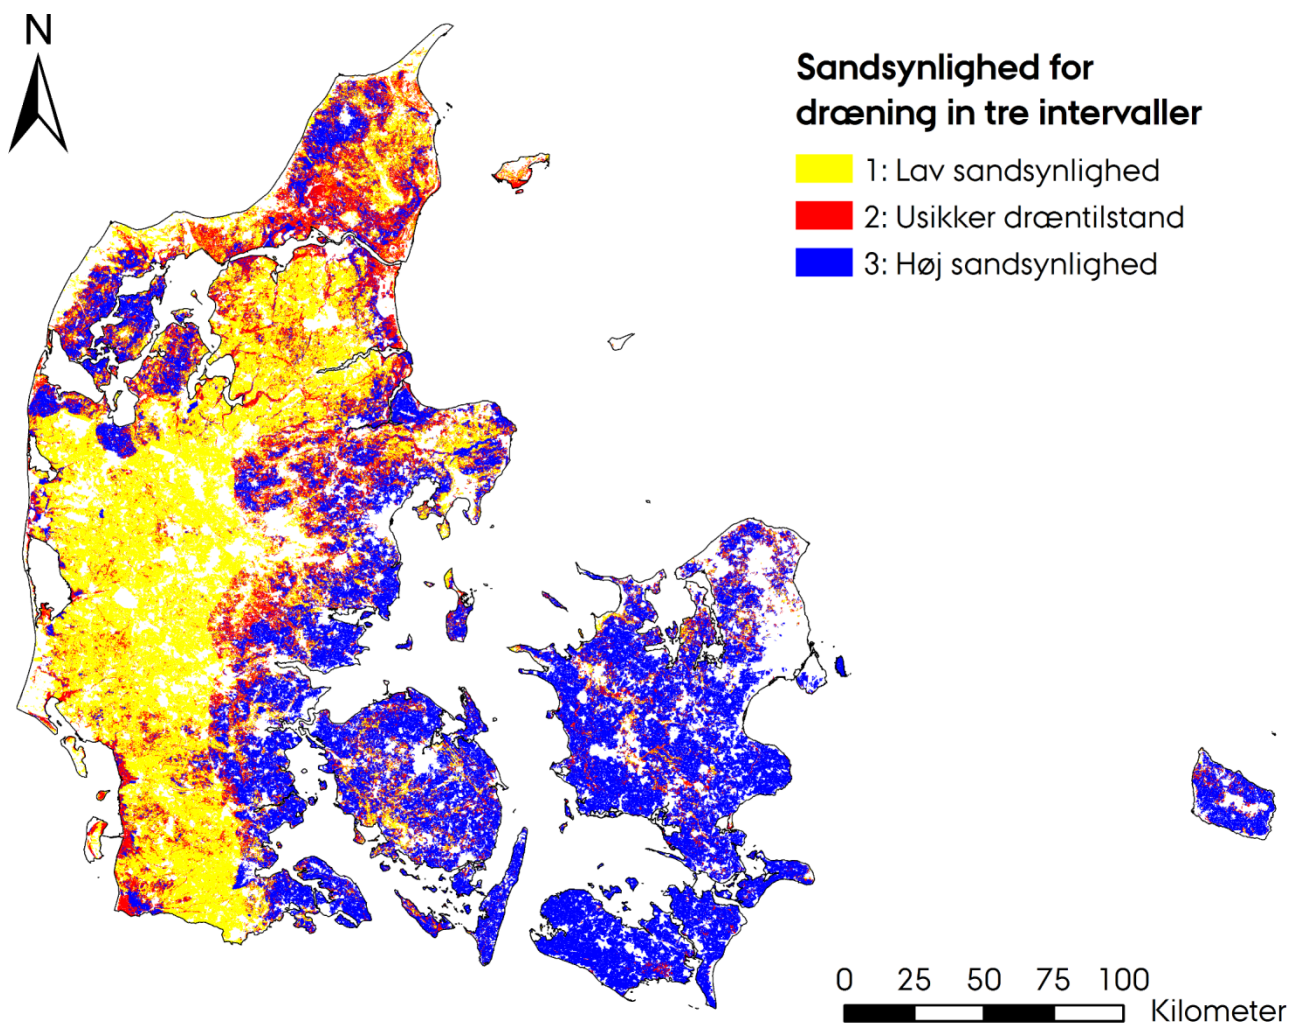 N
Sandsynlighed for
dræning in tre intervaller
1: Lav sandsynlighed
2: Usikker dræntilstand
3: Høj sandsynlighed
0 25 50 75 100
Kilometer